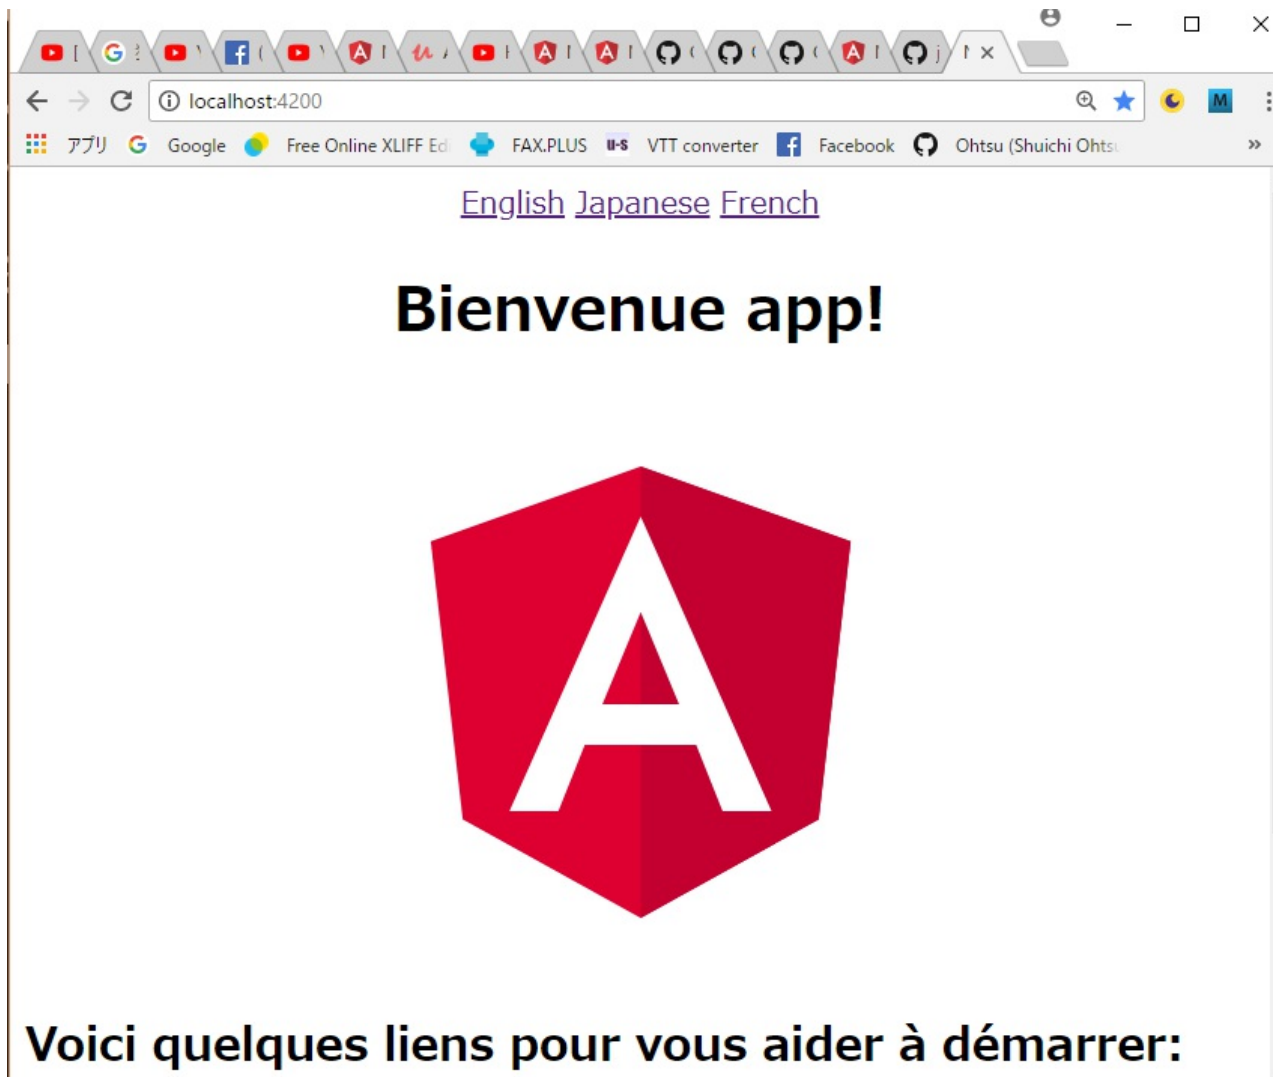 localhost:4200
アプリ Google Free Online XLIFF Ed U-S FAX.PLUS VTT converter Facebook Ohtsu (Shuichi Ohts
English Japanese French
Bienvenue app!
A
Voici quelques liens pour vous aider à démarrer: